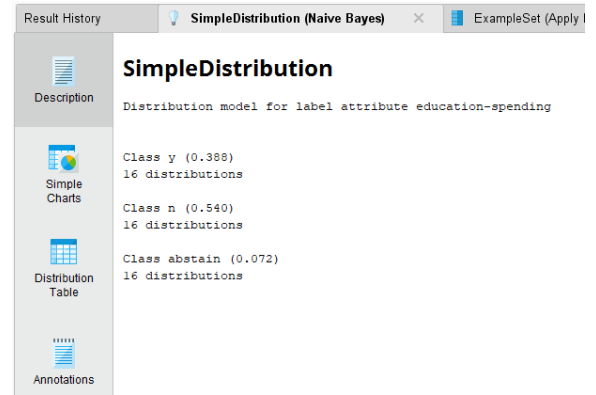 Result History
SimpleDistribution (Naive Bayes)
ExampleSet (Apply
Description
SimpleDistribution
Distribution model for label attribute education-spending
Class y (0.388)
16 distributions
Simple
Charts
Class n (0.540)
16 distributions
Class abstain (0.072)
16 distributions
Distribution
Table
Annotations